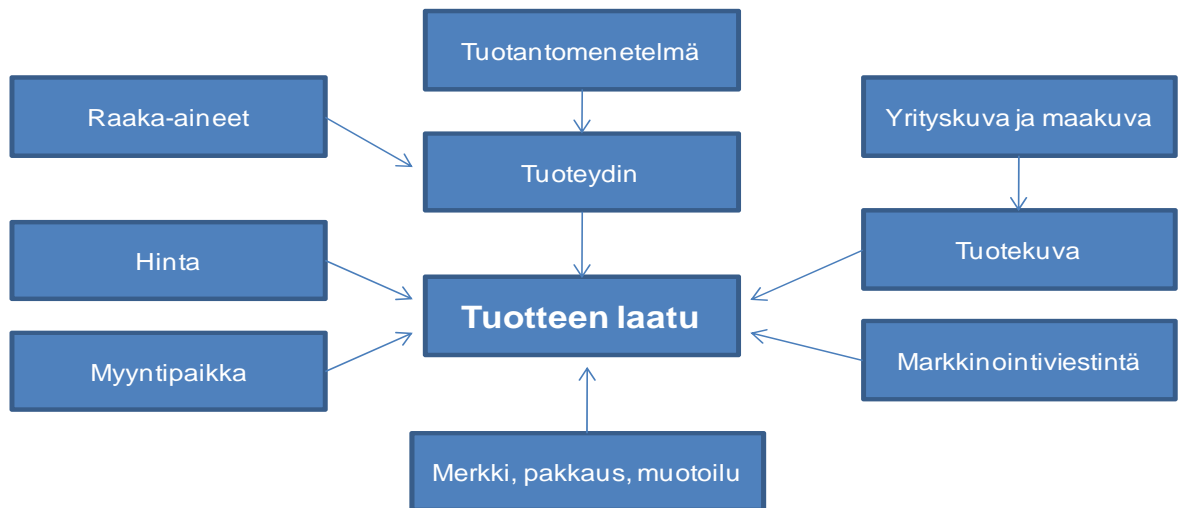 Tuotantomenetelmä
Raaka-aineet
Yrityskuva ja maakuva
Tuoteydin
Hinta
Tuotekuva
Tuotteen laatu
Myyntipaikka
Markkinointiviestintä
Merkki, pakkaus, muotoilu